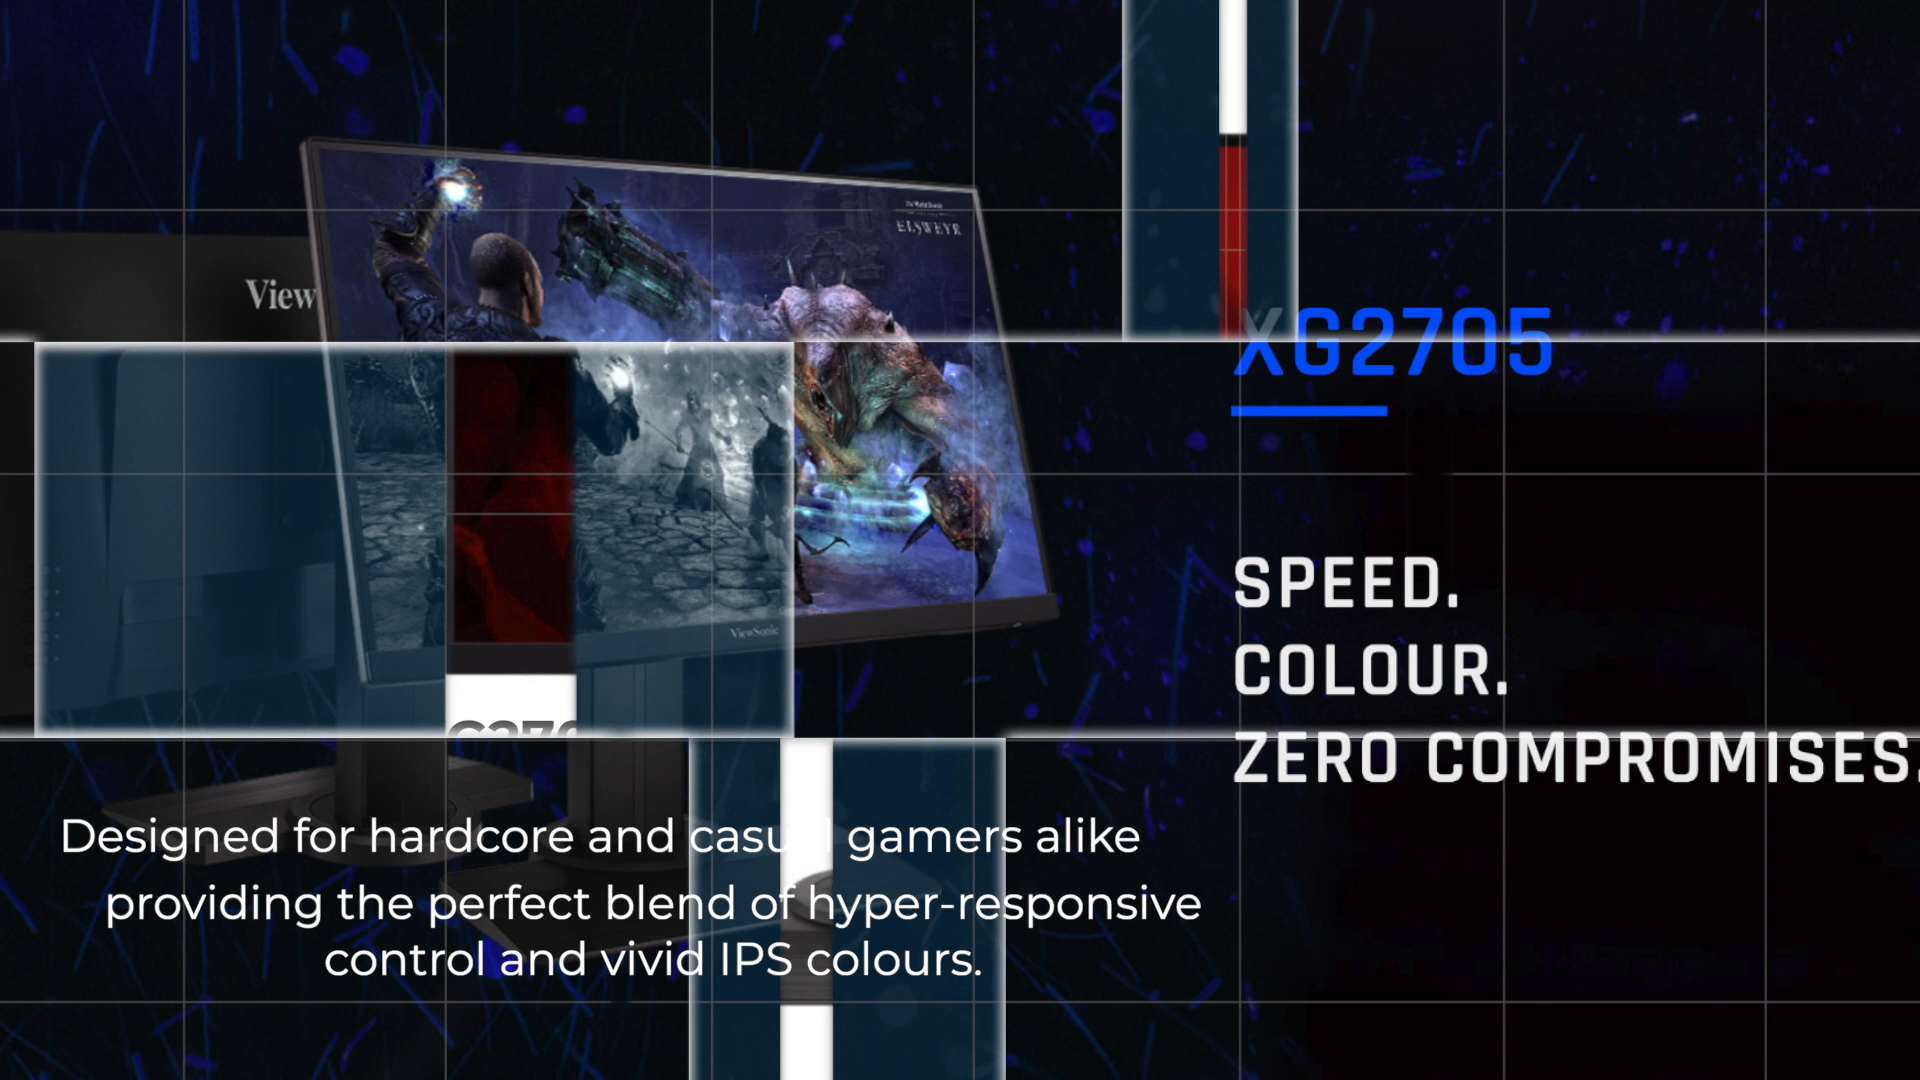 ELSWEYR
View
XG2705
SPEED.
COLOUR.
ViewSonic
ZERO COMPROMISES.
Designed for hardcore and gamers alike
providing the perfect blend of hyper-responsive
control and vivid IPS colours.